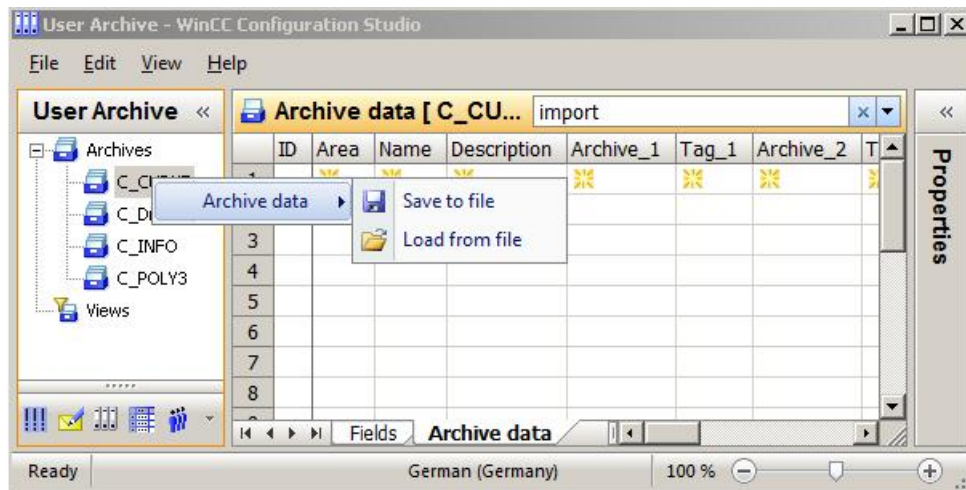 User Archive - WinCC Configuration Studio
File Edit View Help
User Archive «
Archive data [ C_CU... import
«
Archives
ID Area Name Description Archive_1 Tag_1 Archive_2 T
Properties
Archive data
Save to file
Load from file
C_INFO
C_POLY3
Views
3
4
5
6
7
8
Fields Archive data
Ready German (Germany) 100 %